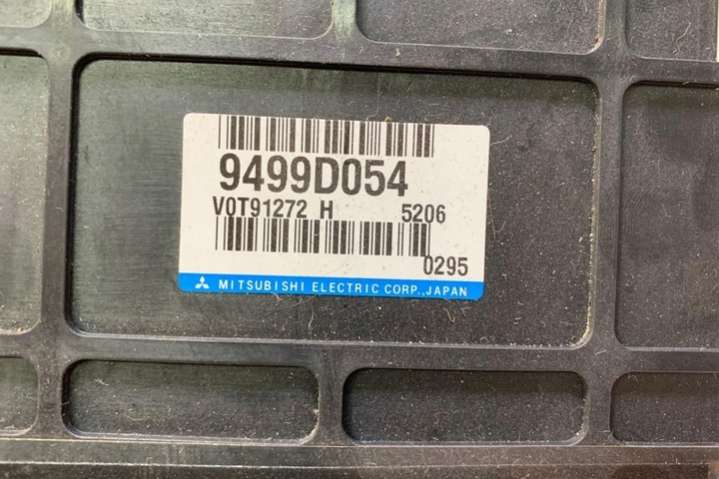 9499D054
V0T91272 H 5206
0295
MITSUBISHI ELECTRIC CORP., JAPAN